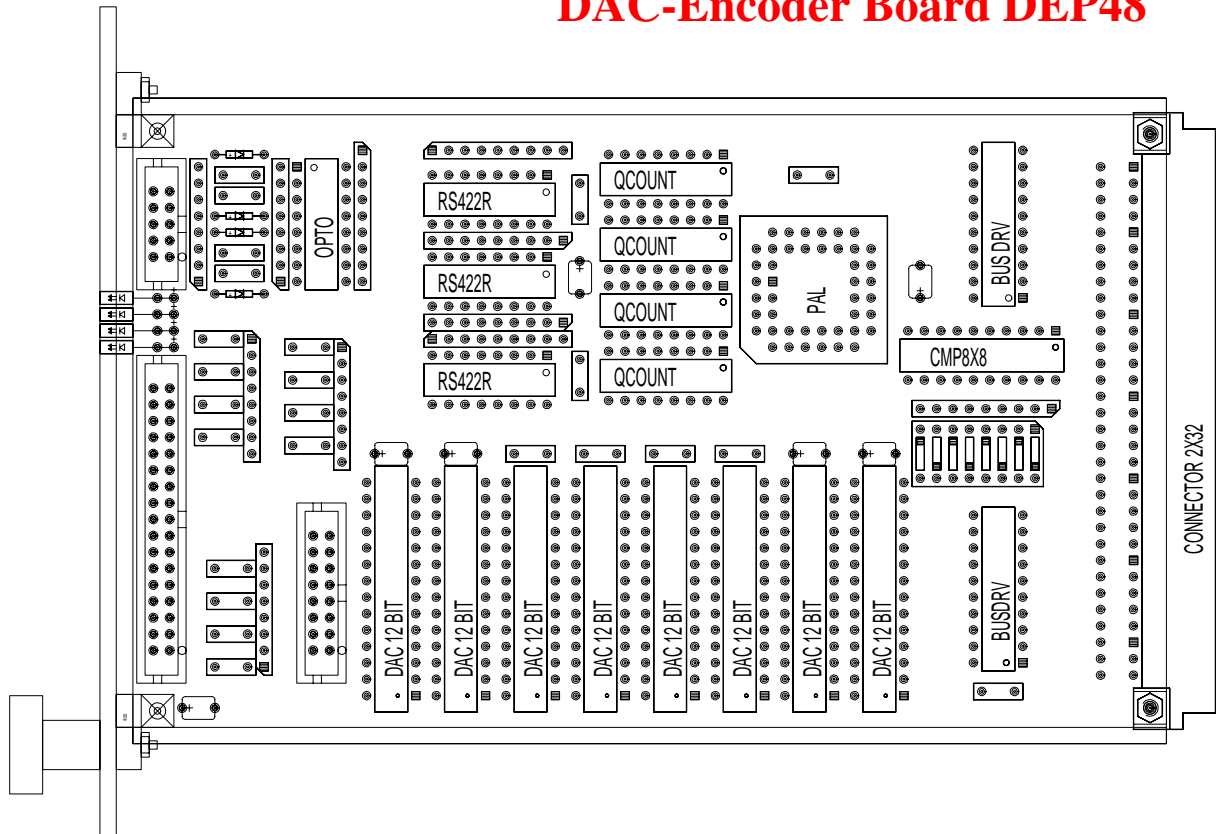 DAC-Encoder Board DEP48
OPTO
RS422R
RS422R
RS422R
QCOUNT
QCOUNT
QCOUNT
QCOUNT
PAL
BUS DRV
CMP8X8
CONNECTOR 2X32
DAC 12 BIT
DAC 12 BIT
DAC 12 BIT
DAC 12 BIT
DAC 12 BIT
DAC 12 BIT
DAC 12 BIT
DAC 12 BIT
BUSDRV